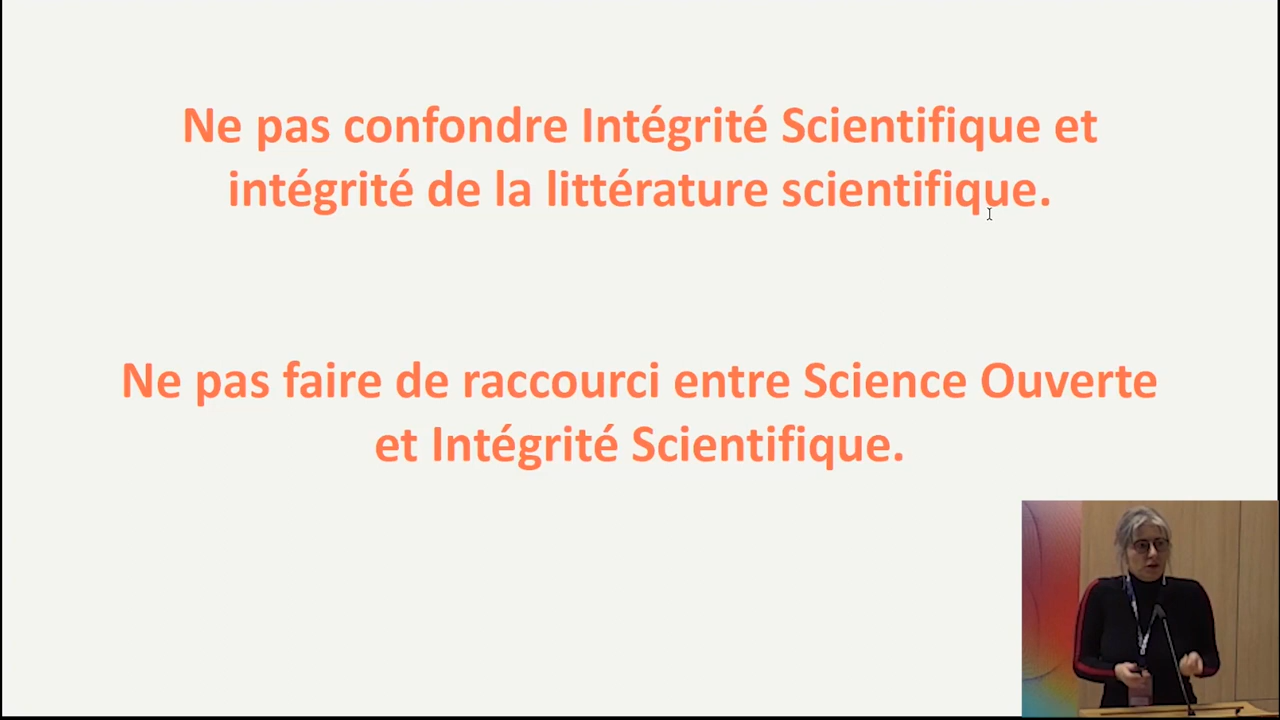 Ne pas confondre Intégrité Scientifique et
intégrité de la littérature scientifique.
Ne pas faire de raccourci entre Science Ouverte
et Intégrité Scientifique.